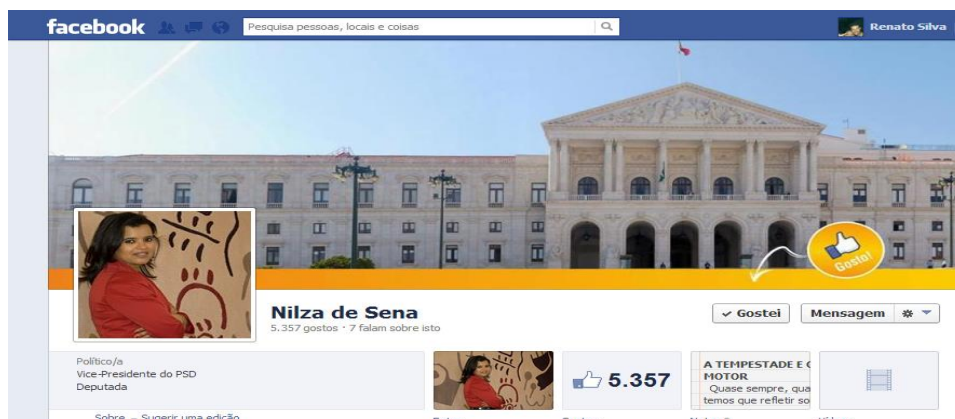 facebook
Pesquisa pessoas, locais e coisas
Renato Silva
Gosto!
Nilza de Sena
5.357 gostos · 7 falam sobre isto
Gostei
Mensagem
Político/a
Vice-Presidente do PSD
Deputada
5.357
A TEMPESTADE E O
MOTOR
Quase sempre, qua
temos que refletir so
Sobre – Sugerir uma edição